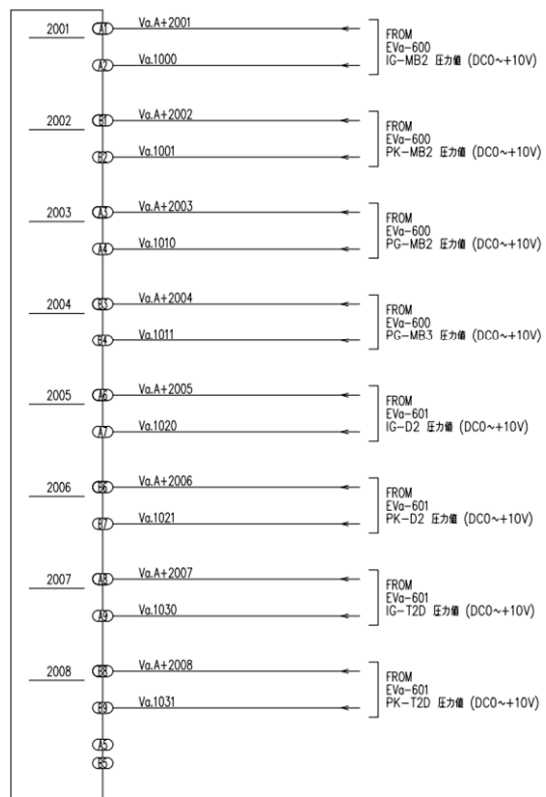 2001 A1 Va.A+2001
FROM
EVa-600
A2 Va.1000
IG-MB2 圧力値 (DC0~+10V)
2002 B1 Va.A+2002
FROM
EVa-600
B2 Va.1001
PK-MB2 圧力値 (DC0~+10V)
2003 A3 Va.A+2003
FROM
EVa-600
A4 Va.1010
PG-MB2 圧力値 (DC0~+10V)
2004 B3 Va.A+2004
FROM
EVa-600
B4 Va.1011
PG-MB3 圧力値 (DC0~+10V)
2005 A6 Va.A+2005
FROM
EVa-601
A7 Va.1020
IG-D2 圧力値 (DC0~+10V)
2006 B6 Va.A+2006
FROM
EVa-601
B7 Va.1021
PK-D2 圧力値 (DC0~+10V)
2007 A8 Va.A+2007
FROM
EVa-601
A9 Va.1030
IG-T2D 圧力値 (DC0~+10V)
2008 B8 Va.A+2008
FROM
EVa-601
B9 Va.1031
PK-T2D 圧力値 (DC0~+10V)
A5
B5